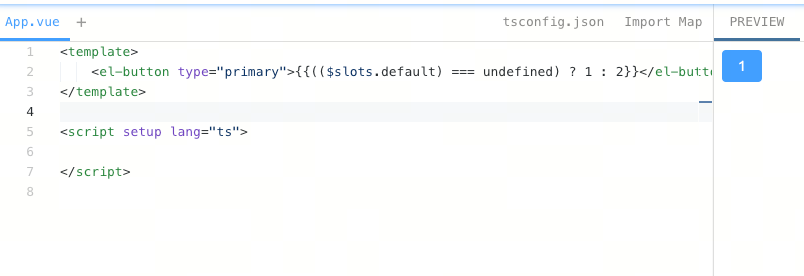 App.vue + tsconfig.json Import Map PREVIEW
1 <template>
2 <el-button type="primary">{{(($slots.default) === undefined) ? 1 : 2}}</el-butto
3 </template>
4
5 <script setup lang="ts">
6
7 </script>
8
1